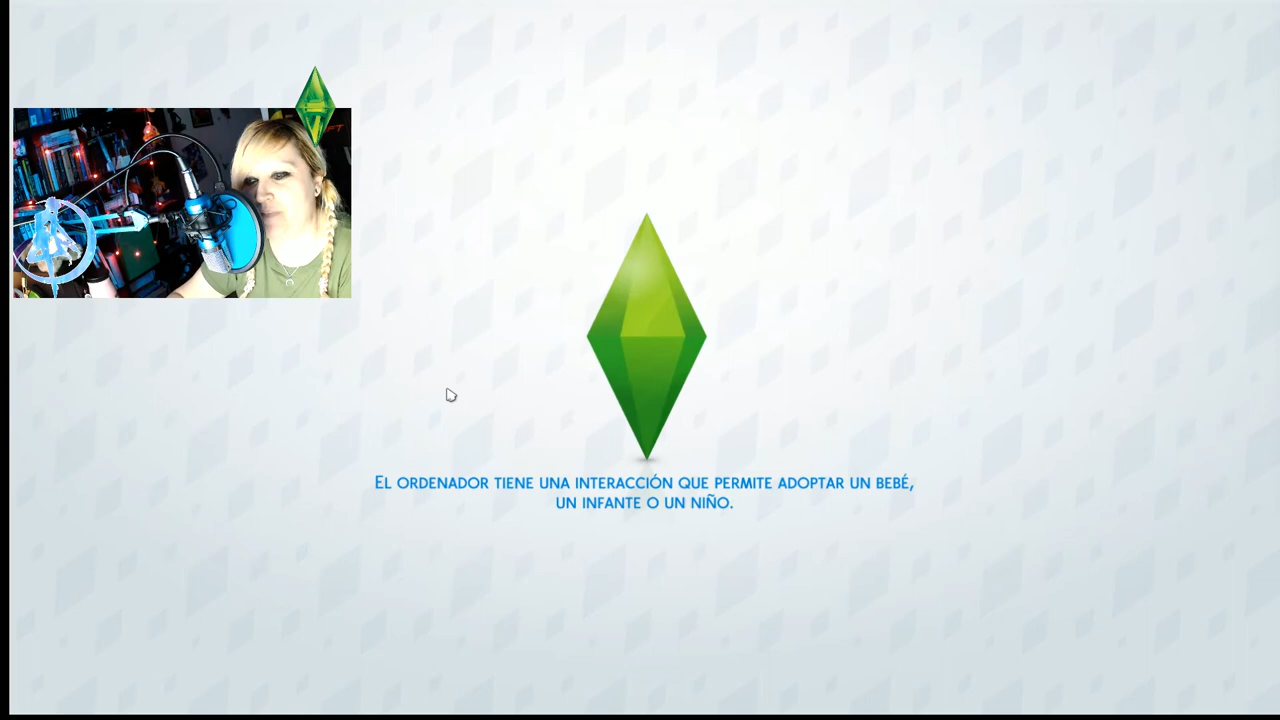 EL ORDENADOR TIENE UNA INTERACCIÓN QUE PERMITE ADOPTAR UN BEBÉ,
UN INFANTE O UN NIÑO.